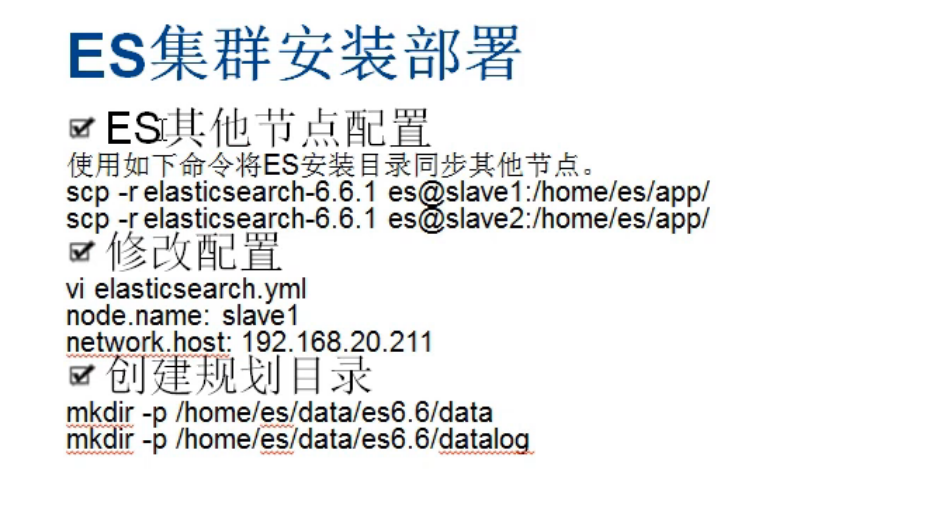 ES集群安装部署
ES其他节点配置
使用如下命令将ES安装目录同步其他节点。
scp -r elasticsearch-6.6.1 es@slave1:/home/es/app/
scp -r elasticsearch-6.6.1 es@slave2:/home/es/app/
修改配置
vi elasticsearch.yml
node.name: slave1
network.host: 192.168.20.211
创建规划目录
mkdir -p /home/es/data/es6.6/data
mkdir -p /home/es/data/es6.6/datalog